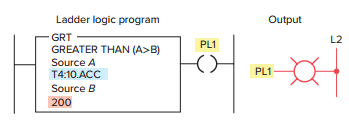 Ladder logic program
Output
GRT
GREATER THAN (A>B)
Source A
T4:10.ACC
Source B
200
PL1
L2
PL1